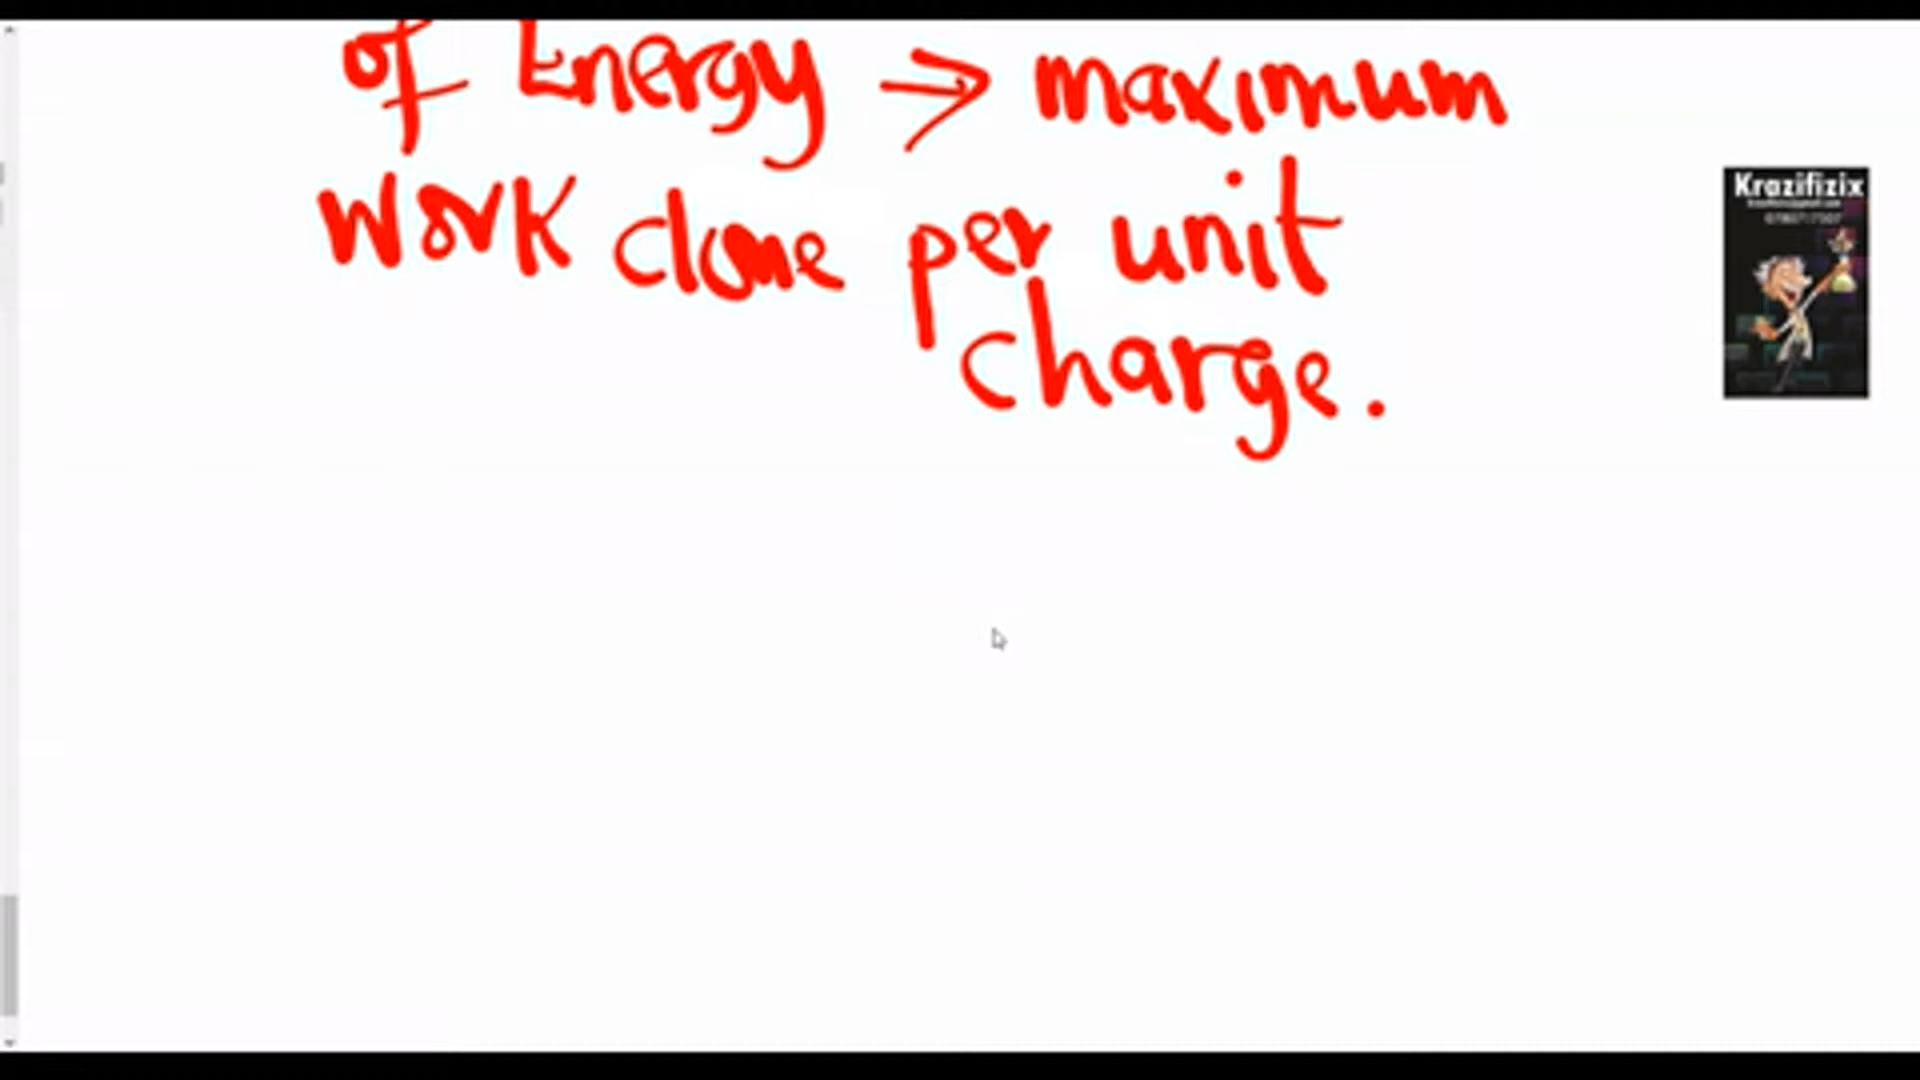 of Energy → maximum
work done per unit
charge.
Krazifizix